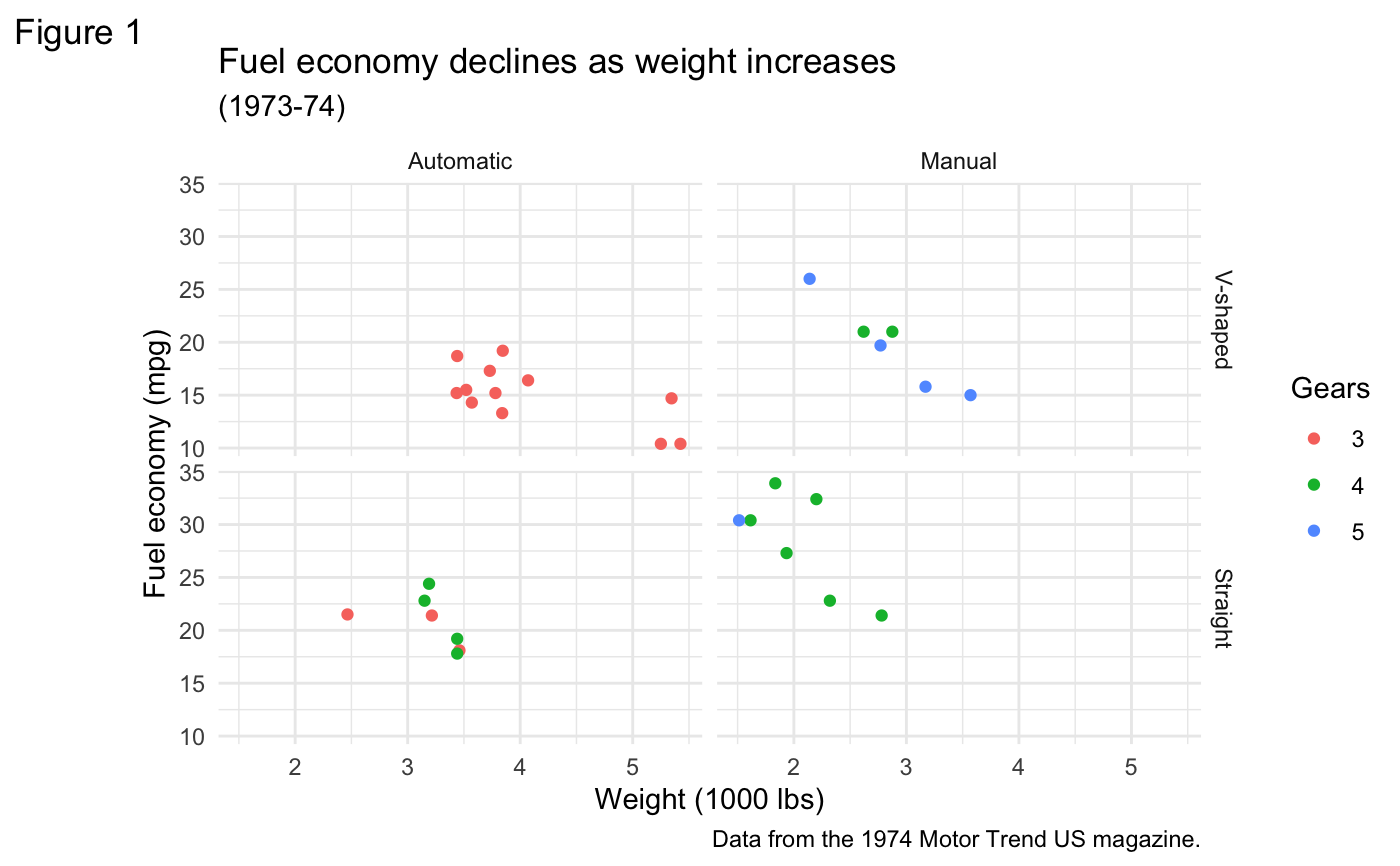 Figure 1
Fuel economy declines as weight increases
(1973-74)
Automatic
Manual
35
30
25
20
15
10
V-shaped
35
30
25
20
15
10
Straight
Fuel economy (mpg)
2 3 4 5
2 3 4 5
Weight (1000 lbs)
Gears
3
4
5
Data from the 1974 Motor Trend US magazine.